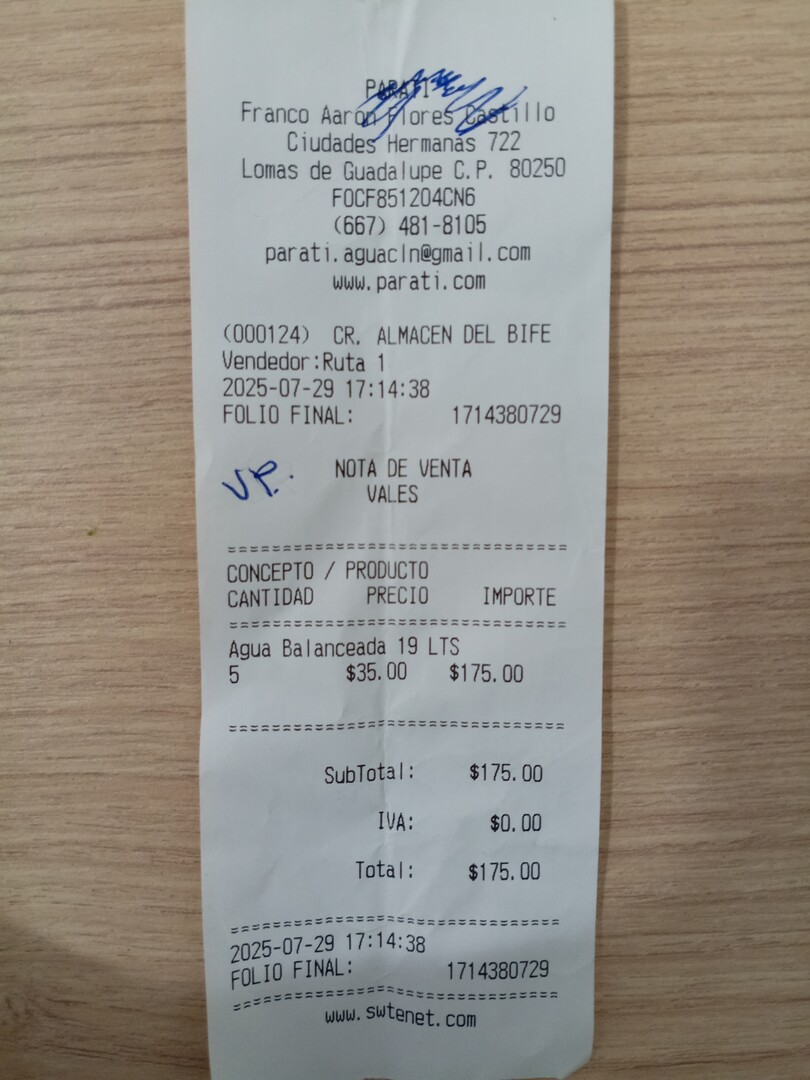 PARATI
Franco Aarón Flores Castillo
Ciudades Hermanas 722
Lomas de Guadalupe C.P. 80250
FOCF851204CN6
(667) 481-8105
parati.aguacln@gmail.com
www.parati.com
(000124) CR. ALMACEN DEL BIFE
Vendedor:Ruta 1
2025-07-29 17:14:38
FOLIO FINAL: 1714380729
NOTA DE VENTA
VALES
==================================
CONCEPTO / PRODUCTO
CANTIDAD PRECIO IMPORTE
==================================
Agua Balanceada 19 LTS
5 $35.00 $175.00
==================================
SubTotal: $175.00
IVA: $0.00
Total: $175.00
==================================
2025-07-29 17:14:38
FOLIO FINAL: 1714380729
==================================
www.swtenet.com